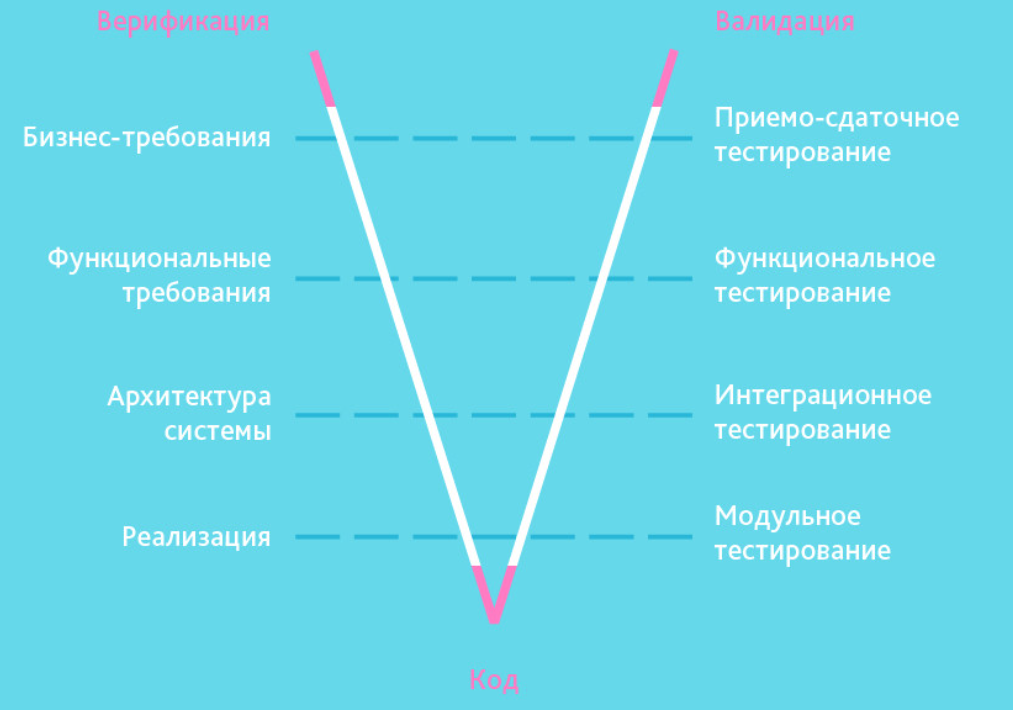 Верификация
Валидация
Бизнес-требования
Приемо-сдаточное
тестирование
Функциональные
требования
Функциональное
тестирование
Архитектура
системы
Интеграционное
тестирование
Реализация
Модульное
тестирование
Код